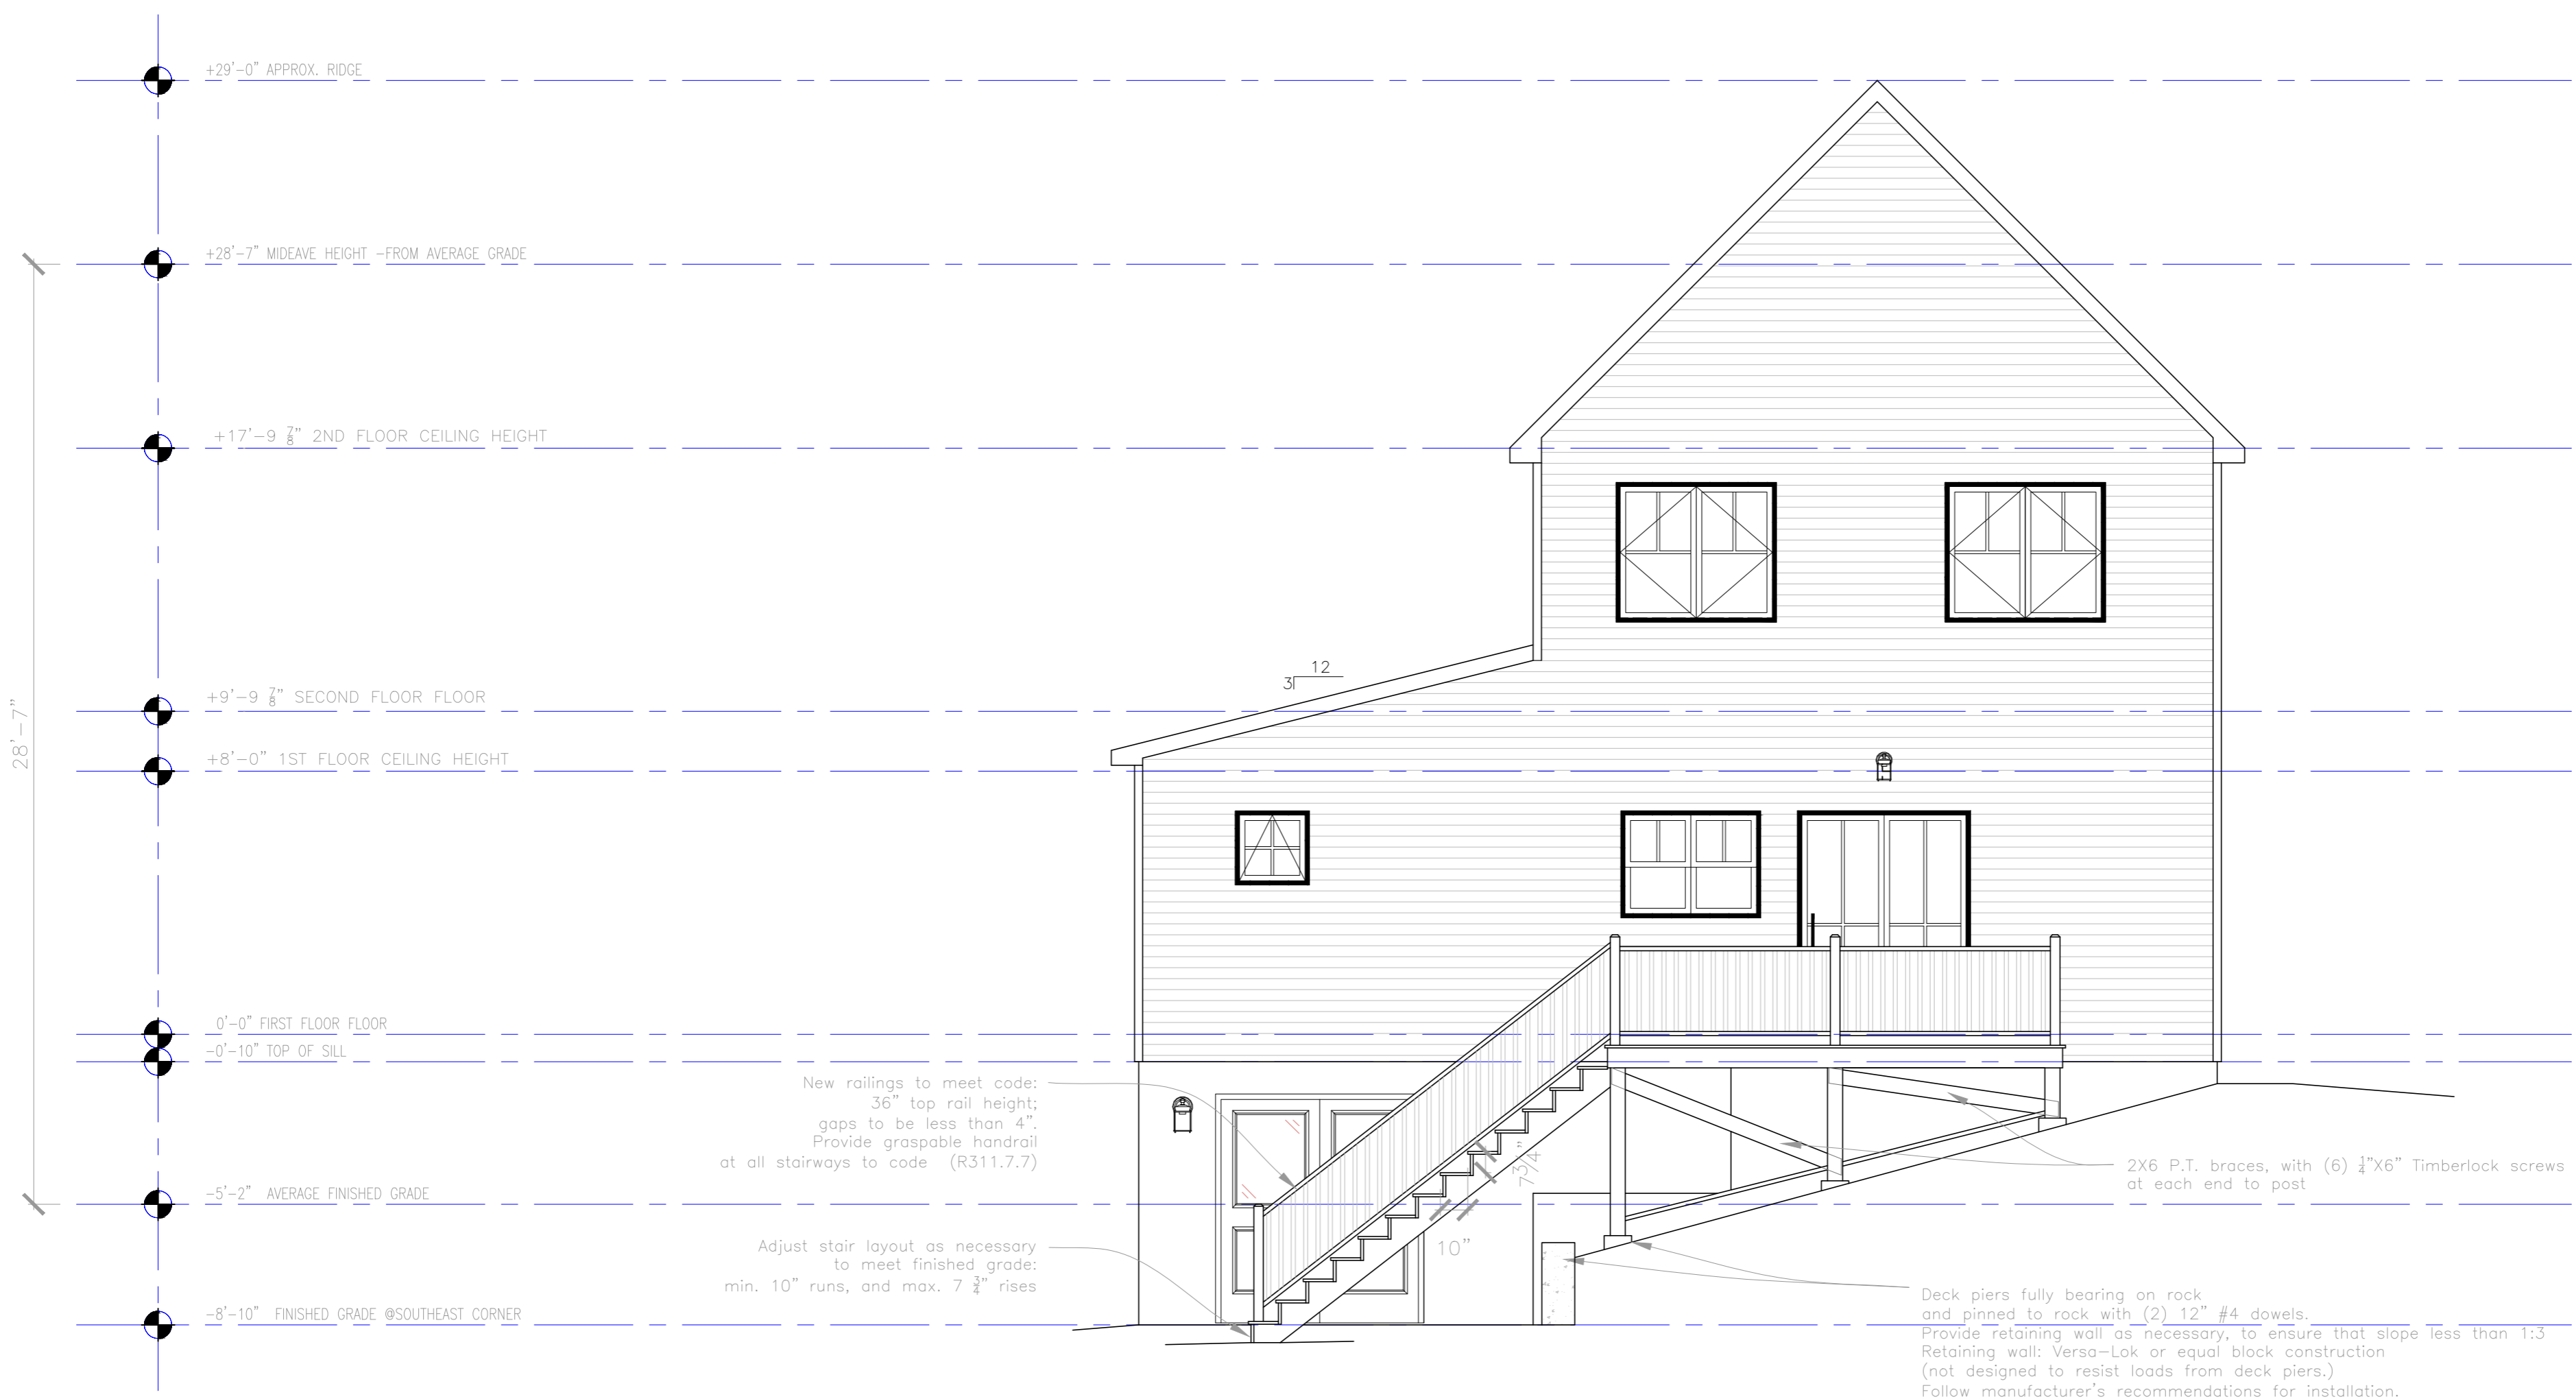 +29'-0" APPROX. RIDGE
+28'-7" MIDEAVE HEIGHT -FROM AVERAGE GRADE
+17'-9 7/8" 2ND FLOOR CEILING HEIGHT
12
3
+9'-9 7/8" SECOND FLOOR FLOOR
28'-7"
+8'-0" 1ST FLOOR CEILING HEIGHT
0'-0" FIRST FLOOR FLOOR
-0'-10" TOP OF SILL
New railings to meet code:
36" top rail height;
gaps to be less than 4".
Provide graspable handrail
at all stairways to code (R311.7.7)
7 3/4"
2X6 P.T. braces, with (6) 1/4"X6" Timberlock screws
at each end to post
-5'-2" AVERAGE FINISHED GRADE
10"
Adjust stair layout as necessary
to meet finished grade:
min. 10" runs, and max. 7 3/4" rises
-8'-10" FINISHED GRADE @SOUTHEAST CORNER
Deck piers fully bearing on rock
and pinned to rock with (2) 12" #4 dowels.
Provide retaining wall as necessary, to ensure that slope less than 1:3
Retaining wall: Versa-Lok or equal block construction
(not designed to resist loads from deck piers.)
Follow manufacturer's recommendations for installation.